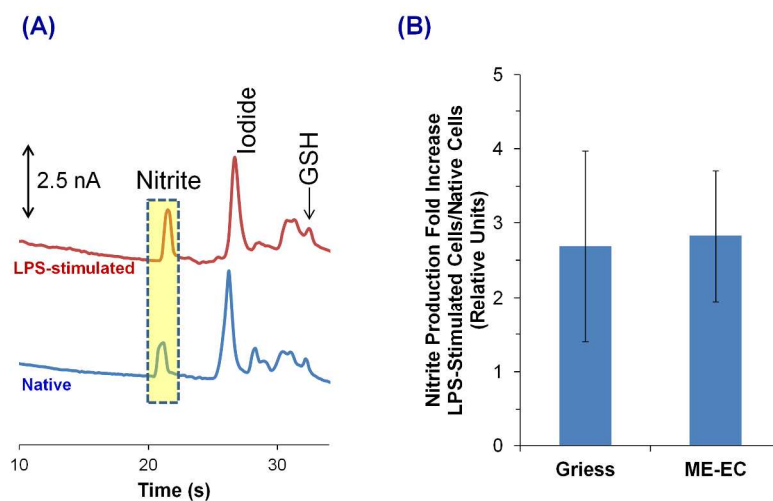 (A)
2.5 nA
Nitrite
Iodide
GSH
LPS-stimulated
Native
10
20
30
Time (s)
(B)
Nitrite Production Fold Increase
LPS-Stimulated Cells/Native Cells
(Relative Units)
5
4
3
2
1
0
Griess
ME-EC